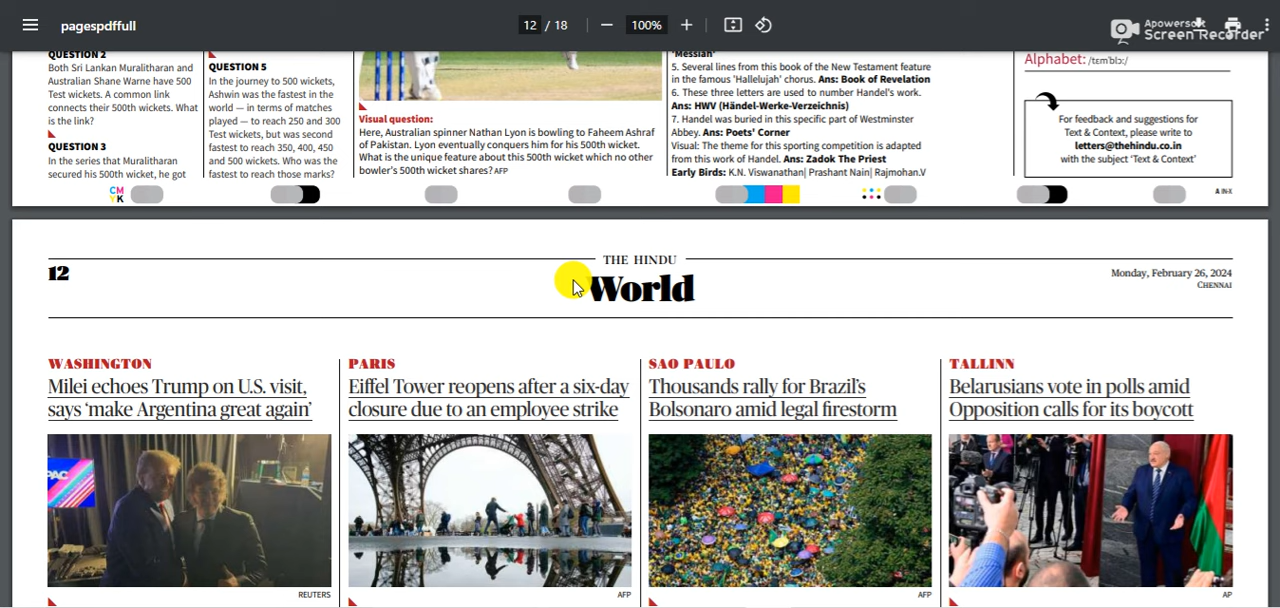 pagespdffull
12 / 18
100%
Apowersoft
Screen Recorder
QUESTION 2
Both Sri Lankan Muralitharan and
Australian Shane Warne have 500
Test wickets. A common link
connects their 500th wickets. What
is the link?
QUESTION 3
In the series that Muralitharan
secured his 500th wicket, he got
QUESTION 5
In the journey to 500 wickets,
Ashwin was the fastest in the
world — in terms of matches
played — to reach 250 and 300
Test wickets, but was second
fastest to reach 350, 400, 450
and 500 wickets. Who was the
fastest to reach those marks?
Visual question:
Here, Australian spinner Nathan Lyon is bowling to Faheem Ashraf
of Pakistan. Lyon eventually conquers him for his 500th wicket.
What is the unique feature about this 500th wicket which no other
bowler's 500th wicket shares? AFP
'Messiah'
5. Several lines from this book of the New Testament feature
in the famous 'Hallelujah' chorus. Ans: Book of Revelation
6. These three letters are used to number Handel's work.
Ans: HWV (Händel-Werke-Verzeichnis)
7. Handel was buried in this specific part of Westminster
Abbey. Ans: Poets' Corner
Visual: The theme for this sporting competition is adapted
from this work of Handel. Ans: Zadok The Priest
Early Birds: K.N. Viswanathan| Prashant Nain| Rajmohan.V
Alphabet:
For feedback and suggestions for
Text & Context, please write to
letters@thehindu.co.in
with the subject 'Text & Context'
CM
YK
12
THE HINDU
World
Monday, February 26, 2024
CHENNAI
WASHINGTON
Milei echoes Trump on U.S. visit,
says 'make Argentina great again'
PAC
REUTERS
PARIS
Eiffel Tower reopens after a six-day
closure due to an employee strike
AFP
SAO PAULO
Thousands rally for Brazil's
Bolsonaro amid legal firestorm
AFP
TALLINN
Belarusians vote in polls amid
Opposition calls for its boycott
AP